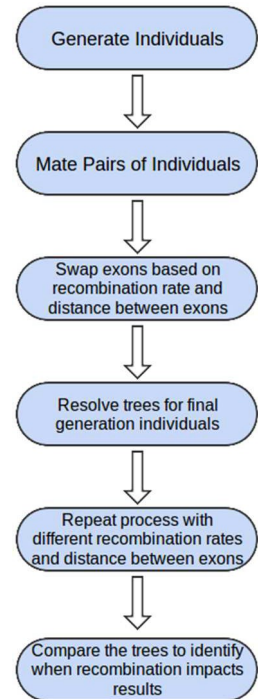 Generate Individuals
Mate Pairs of Individuals
Swap exons based on
recombination rate and
distance between exons
Resolve trees for final
generation individuals
Repeat process with
different recombination rates
and distance between exons
Compare the trees to identify
when recombination impacts
results